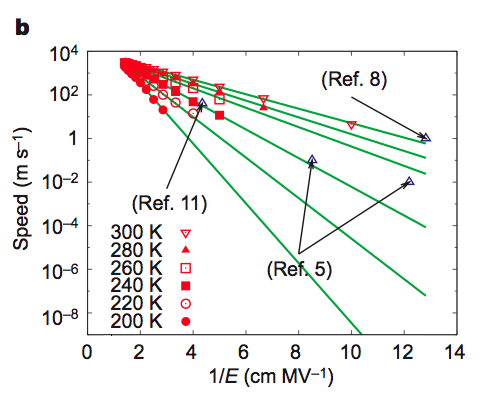 b
10⁴
10²
1
10⁻²
10⁻⁴
10⁻⁶
10⁻⁸
Speed (m s⁻¹)
(Ref. 8)
(Ref. 11)
(Ref. 5)
300 K
280 K
260 K
240 K
220 K
200 K
0 2 4 6 8 10 12 14
1/E (cm MV⁻¹)